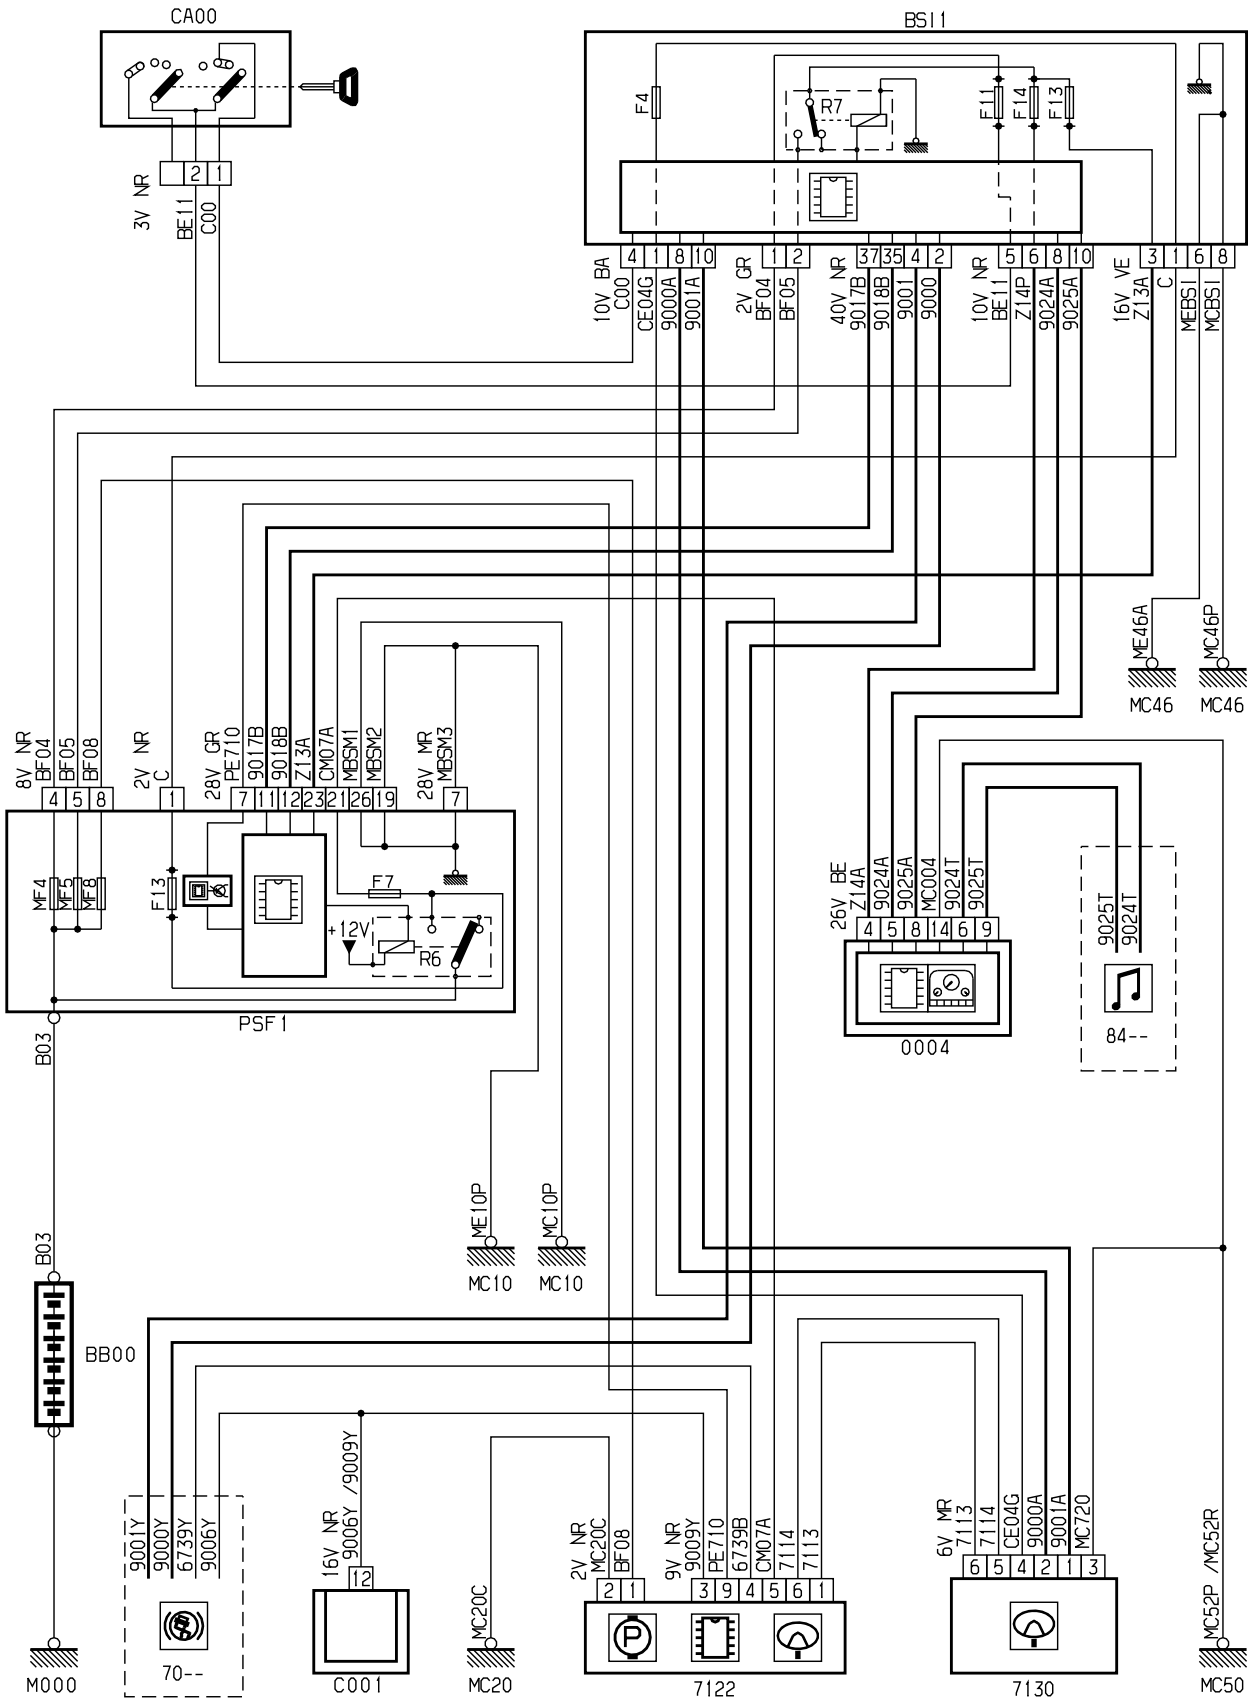 CA00
BSI1
F4
R7
F11
F14
F13
2
1
3V NR
BE11
C00
4
1
8
10
1
2
37
35
4
2
5
6
8
10
3
1
6
8
10V BA
C00
CE04G
9000A
9001A
2V GR
BF04
BF05
40V NR
9017B
9018B
9001
9000
10V NR
BE11
Z14P
9024A
9025A
16V VE
Z13A
C
MEBSI
MCBSI
ME46A
MC46P
MC46
MC46
8V NR
BF04
BF05
BF08
2V NR
C
28V GR
PE710
9017B
9018B
Z13A
CM07A
MBSM1
MBSM2
28V MR
MBSM3
4
5
8
1
7
11
12
23
21
26
19
7
MF4
MF5
MF8
F13
F7
+12V
R6
PSF1
26V BE
Z14A
9024A
9025A
MC004
9024T
9025T
4
5
8
14
6
9
0004
9025T
9024T
84--
B03
B03
ME10P
MC10P
MC10
MC10
BB00
M000
9001Y
9000Y
6739Y
9006Y
70--
16V NR
9006Y /9009Y
12
C001
MC20C
MC20
2V NR
MC20C
BF08
9V NR
9009Y
PE710
6739B
CM07A
7114
7113
2
1
3
9
4
5
6
1
P
7122
6V MR
7113
7114
CE04G
9000A
9001A
MC720
6
5
4
2
1
3
7130
MC52P /MC52R
MC50